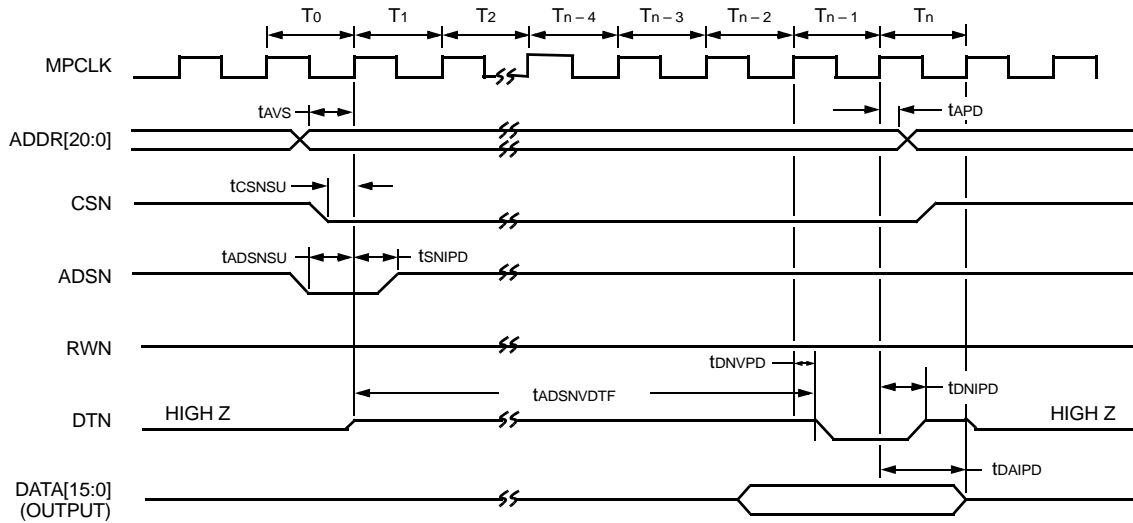 T0 T1 T2 Tn – 4 Tn – 3 Tn – 2 Tn – 1 Tn
MPCLK
tAVS
tAPD
ADDR[20:0]
tCSNSU
CSN
tADSNSU
tSNIPD
ADSN
RWN
tDNVPD
tADSNVDTF
tDNIPD
DTN
HIGH Z
HIGH Z
tDAIPD
DATA[15:0]
(OUTPUT)